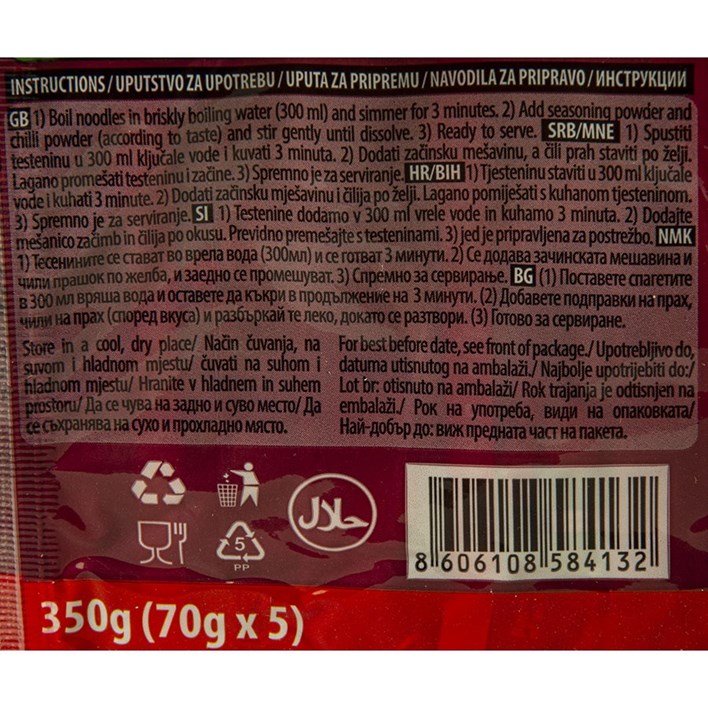 INSTRUCTIONS / UPUTSTVO ZA UPOTREBU / UPUTA ZA PRIPREMU / NAVODILA ZA PRIPRAVO / ИНСТРУКЦИИ
GB 1) Boil noodles in briskly boiling water (300 ml) and simmer for 3 minutes. 2) Add seasoning powder and
chilli powder (according to taste) and stir gently until dissolve. 3) Ready to serve. SRB/MNE 1) Spustiti
testeninu u 300 ml ključale vode i kuvati 3 minuta. 2) Dodati začinsku mešavinu, a čili prah staviti po želji.
Lagano promešati testeninu i začine. 3) Spremno je za serviranje. HR/BIH 1) Tjesteninu staviti u 300 ml ključale
vode i kuhati 3 minute. 2) Dodati začinsku mješavinu i čilija po želji. Lagano pomiješati s kuhanom tjesteninom.
3) Spremno je za serviranje. SI 1) Testenine dodamo v 300 ml vrele vode in kuhamo 3 minute. 2) Dodajte
mešanico začimb in čilija po okusu. Previdno premešajte s testeninami. 3) jed je pripravljena za postrežbo. NMK
1) Тесенините се стават во врела вода (300мл) и се готват 3 минути. 2) Се додава зачинската мешавина и
чили прашок по желба, и заедно се промешуват. 3) Спремно за сервирање. BG (1) Поставете спагетите
в 300 мл вряща вода и оставете да къкри в продължение на 3 минути. (2) Добавете подправки на прах,
чили на прах (според вкуса) и разбъркай те леко, докато се разтвори. (3) Готово за сервиране.
Store in a cool, dry place/ Način čuvanja, na
suvom i hladnom mjestu/ čuvati na suhom i
hladnom mjestu/ Hranite v hladnem in suhem
prostoru/ Да се чува на задно и суво место/ Да
се съхранява на сухо и прохладно място.
For best before date, see front of package./ Upotrebljivo do,
datuma utisnutog na ambalaži./ Najbolje upotrijebiti do:/
Lot br: otisnuto na ambalaži/ Rok trajanja je odtisnjen na
embalaži./ Рок на употреба, види на опаковката/
Най-добър до: виж предната част на пакета.
حلال
5
PP
8 606108 584132
350g (70g x 5)